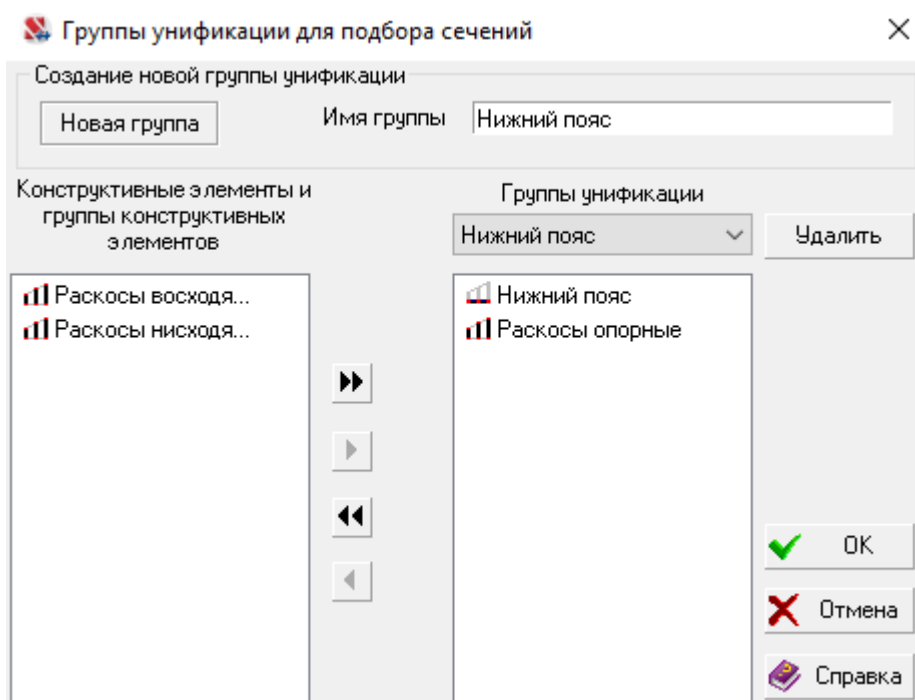 Группы унификации для подбора сечений
Создание новой группы унификации
Новая группа
Имя группы
Нижний пояс
Конструктивные элементы и
группы конструктивных
элементов
Группы унификации
Нижний пояс
Удалить
Раскосы восходя...
Раскосы нисходя...
Нижний пояс
Раскосы опорные
OK
Отмена
Справка